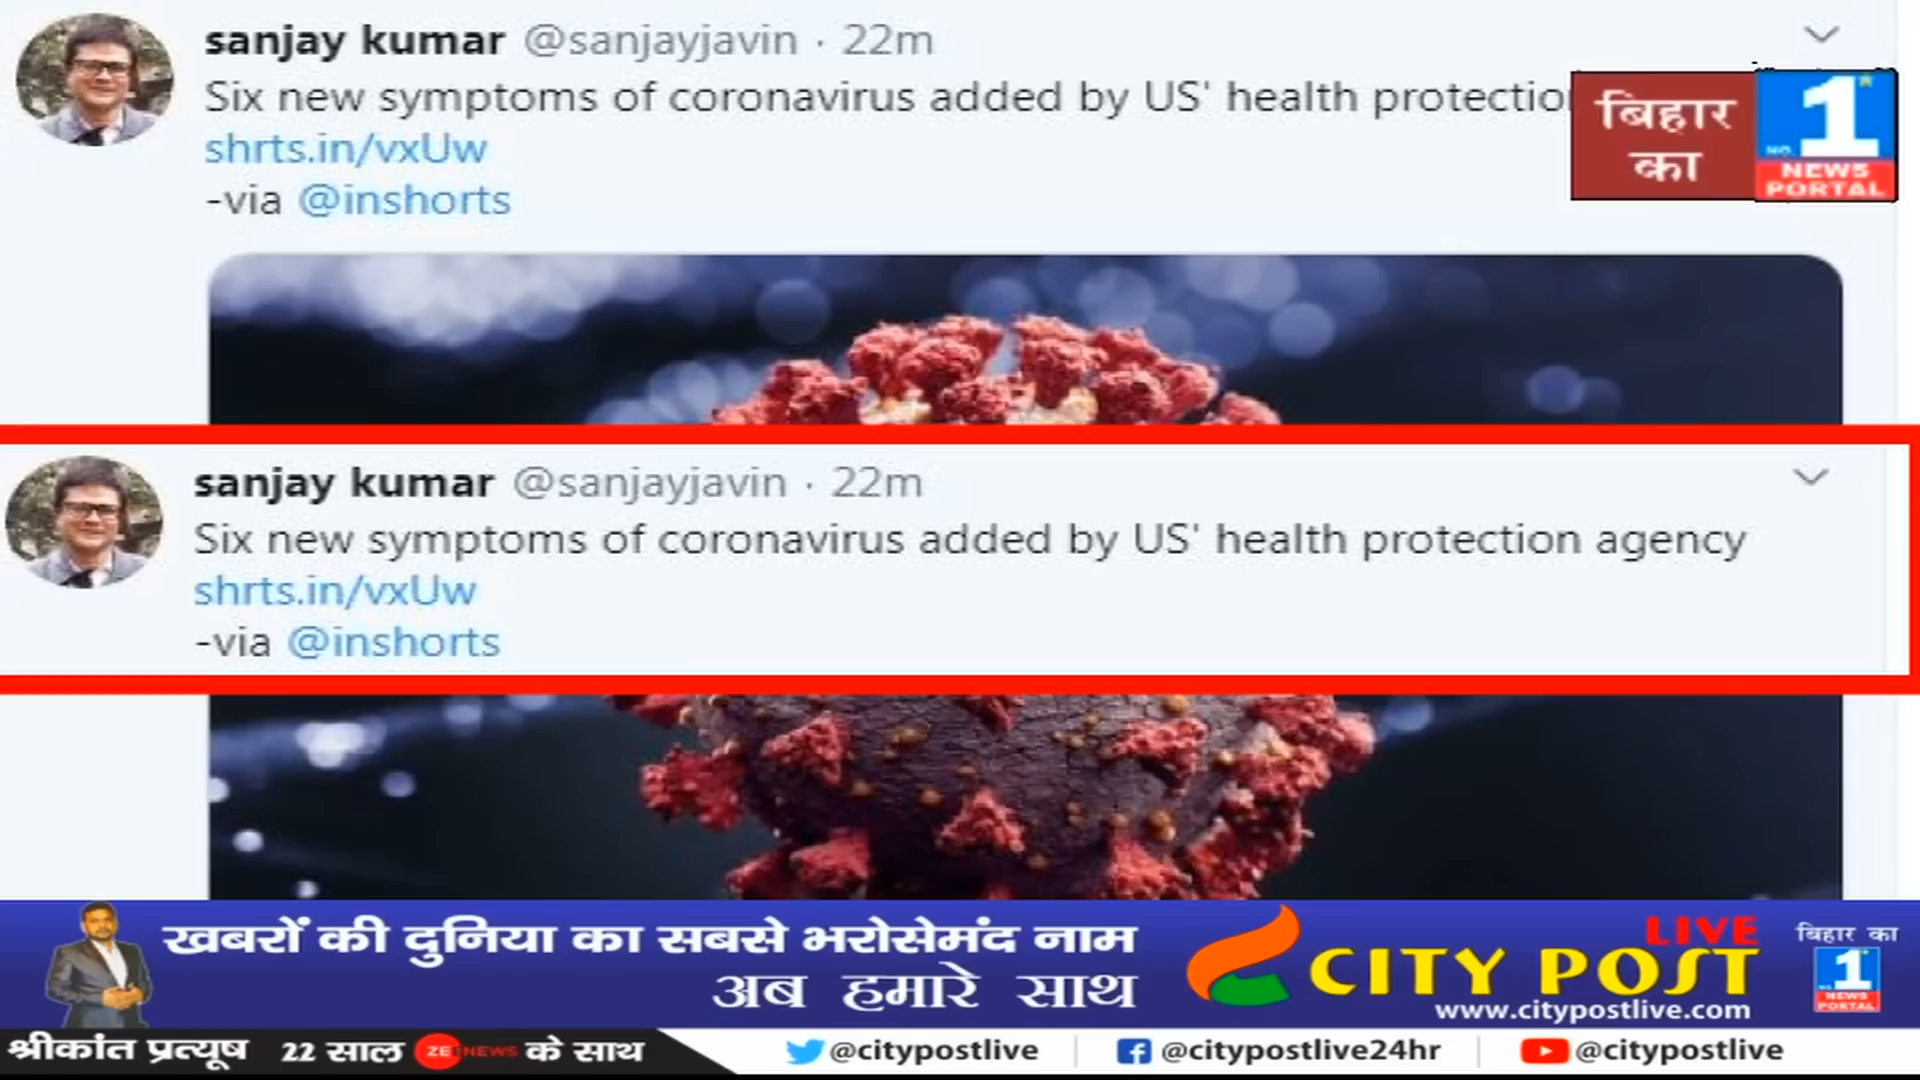 sanjay kumar @sanjayjavin · 22m
Six new symptoms of coronavirus added by US' health protectio
shrts.in/vxUw
-via @inshorts
बिहार
का
NO. 1
NEWS
PORTAL
sanjay kumar @sanjayjavin · 22m
Six new symptoms of coronavirus added by US' health protection agency
shrts.in/vxUw
-via @inshorts
खबरों की दुनिया का सबसे भरोसेमंद नाम
अब हमारे साथ
LIVE
CITY POST
www.citypostlive.com
बिहार का
1
NEWS
PORTAL
श्रीकांत प्रत्यूष 22 साल ZEE NEWS के साथ
@citypostlive
@citypostlive24hr
@citypostlive